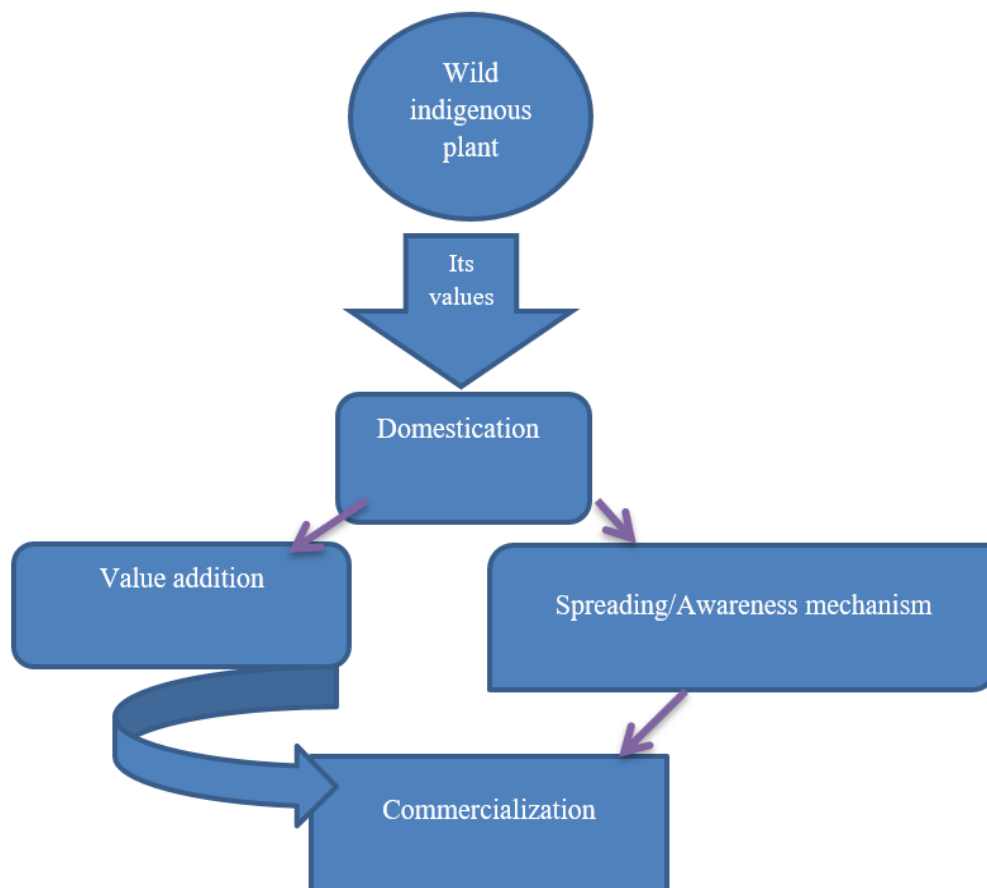 Wild
indigenous
plant
Its
values
Domestication
Value addition
Spreading/Awareness mechanism
Commercialization